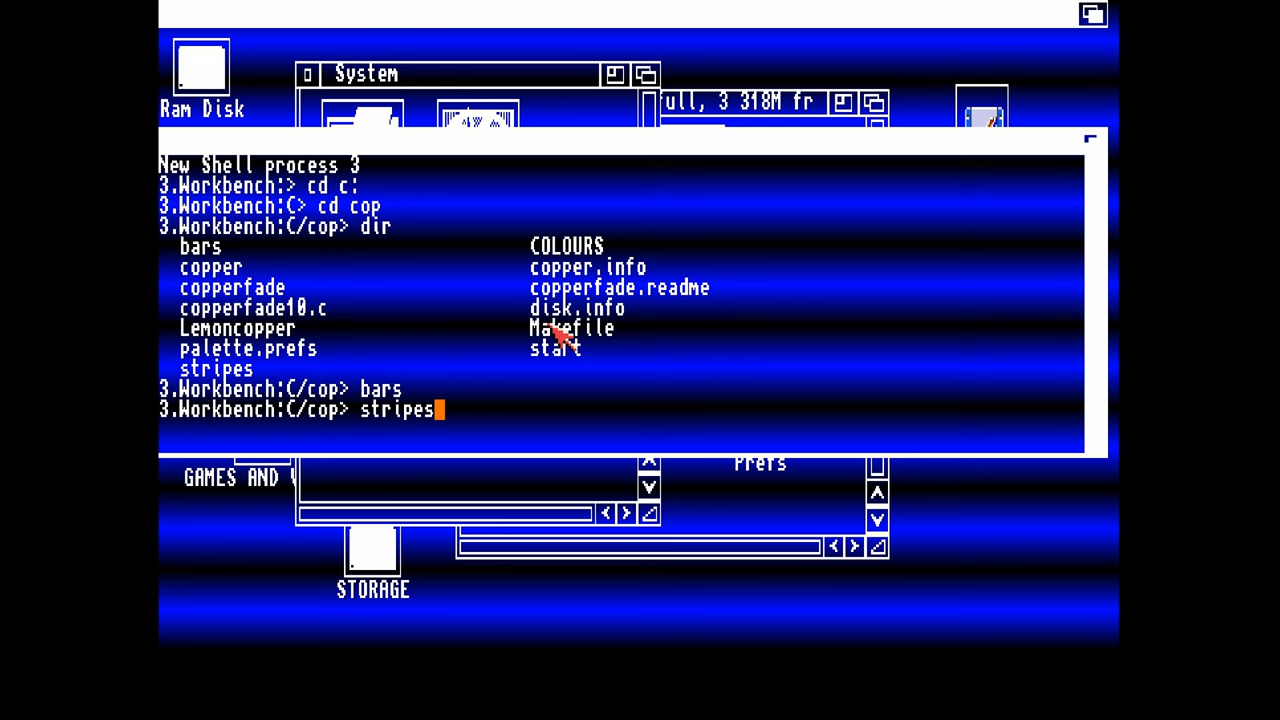 Ram Disk
System
full, 3 318M fr
New Shell process 3
3.Workbench:> cd c:
3.Workbench:C> cd cop
3.Workbench:C/cop> dir
bars COLOURS
copper copper.info
copperfade copperfade.readme
copperfade10.c disk.info
Lemoncopper Makefile
palette.prefs start
stripes
3.Workbench:C/cop> bars
3.Workbench:C/cop> stripes
Prefs
GAMES AND
STORAGE